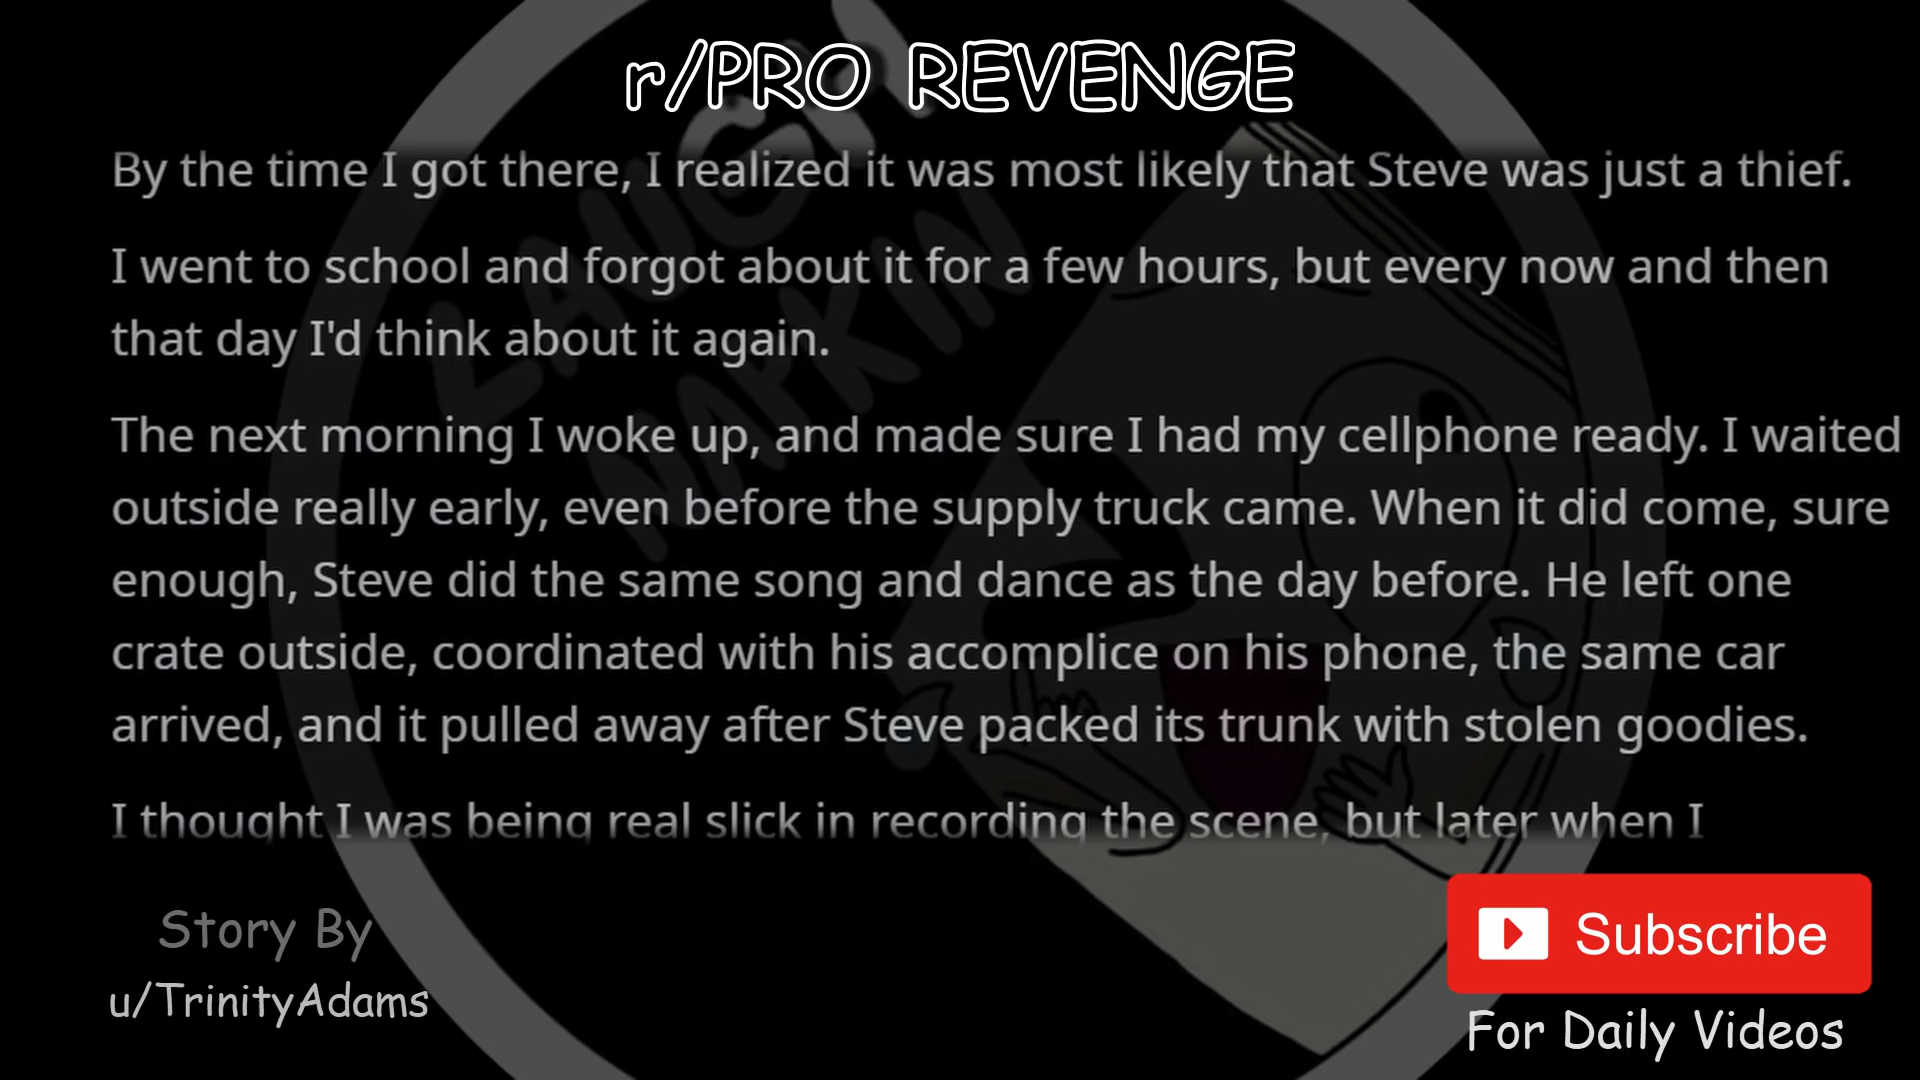 r/PRO REVENGE
LAUGHY
NAPKIN
By the time I got there, I realized it was most likely that Steve was just a thief.
I went to school and forgot about it for a few hours, but every now and then
that day I'd think about it again.
The next morning I woke up, and made sure I had my cellphone ready. I waited
outside really early, even before the supply truck came. When it did come, sure
enough, Steve did the same song and dance as the day before. He left one
crate outside, coordinated with his accomplice on his phone, the same car
arrived, and it pulled away after Steve packed its trunk with stolen goodies.
I thought I was being real slick in recording the scene, but later when I
Story By
u/TrinityAdams
Subscribe
For Daily Videos